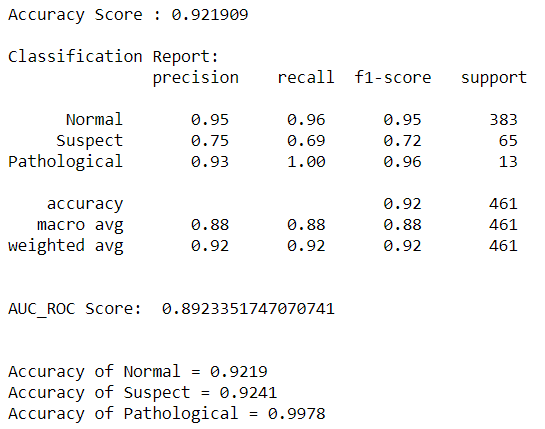 Accuracy Score : 0.921909
Classification Report:
precision recall f1-score support
Normal 0.95 0.96 0.95 383
Suspect 0.75 0.69 0.72 65
Pathological 0.93 1.00 0.96 13
accuracy 0.92 461
macro avg 0.88 0.88 0.88 461
weighted avg 0.92 0.92 0.92 461
AUC_ROC Score: 0.8923351747070741
Accuracy of Normal = 0.9219
Accuracy of Suspect = 0.9241
Accuracy of Pathological = 0.9978